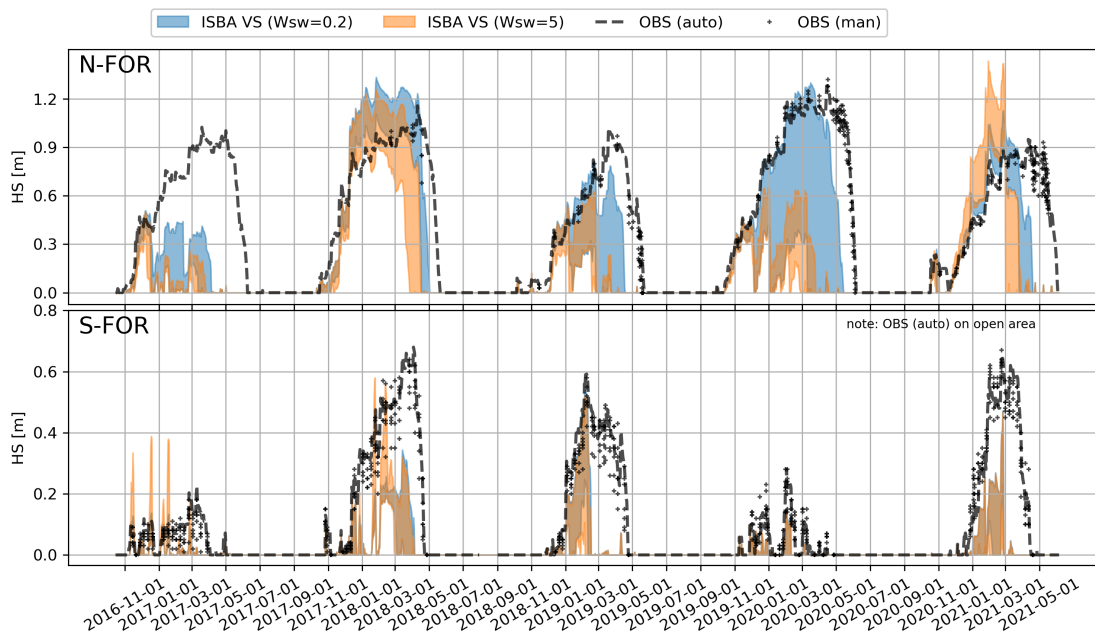 ISBA VS (Wsw=0.2) ISBA VS (Wsw=5) OBS (auto) OBS (man)
N-FOR
HS [m]
1.2
0.9
0.6
0.3
0.0
S-FOR
note: OBS (auto) on open area
HS [m]
0.8
0.6
0.4
0.2
0.0
2016-11-01 2017-01-01 2017-03-01 2017-05-01 2017-07-01 2017-09-01 2017-11-01 2018-01-01 2018-03-01 2018-05-01 2018-07-01 2018-09-01 2018-11-01 2019-01-01 2019-03-01 2019-05-01 2019-07-01 2019-09-01 2019-11-01 2020-01-01 2020-03-01 2020-05-01 2020-07-01 2020-09-01 2020-11-01 2021-01-01 2021-03-01 2021-05-01